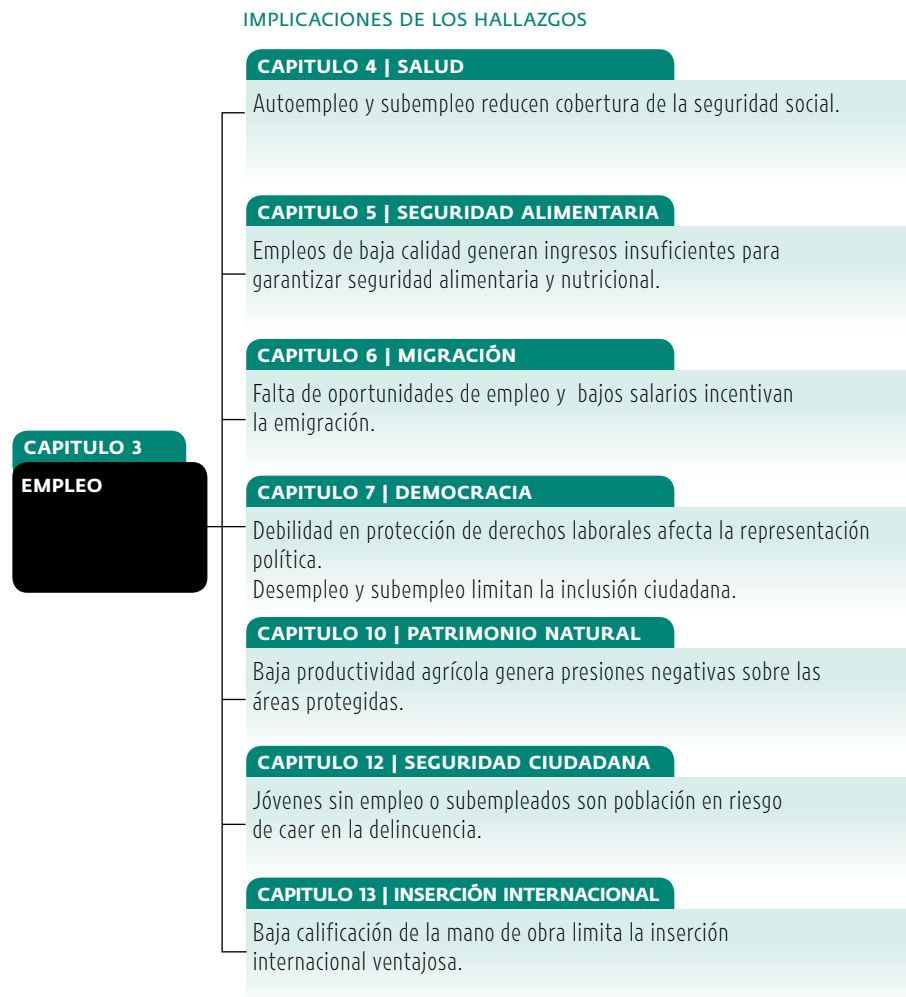 IMPLICACIONES DE LOS HALLAZGOS
CAPITULO 4 | SALUD
Autoempleo y subempleo reducen cobertura de la seguridad social.
CAPITULO 5 | SEGURIDAD ALIMENTARIA
Empleos de baja calidad generan ingresos insuficientes para
garantizar seguridad alimentaria y nutricional.
CAPITULO 6 | MIGRACIÓN
Falta de oportunidades de empleo y bajos salarios incentivan
la emigración.
CAPITULO 3
EMPLEO
CAPITULO 7 | DEMOCRACIA
Debilidad en protección de derechos laborales afecta la representación
política.
Desempleo y subempleo limitan la inclusión ciudadana.
CAPITULO 10 | PATRIMONIO NATURAL
Baja productividad agrícola genera presiones negativas sobre las
áreas protegidas.
CAPITULO 12 | SEGURIDAD CIUDADANA
Jóvenes sin empleo o subempleados son población en riesgo
de caer en la delincuencia.
CAPITULO 13 | INSERCIÓN INTERNACIONAL
Baja calificación de la mano de obra limita la inserción
internacional ventajosa.